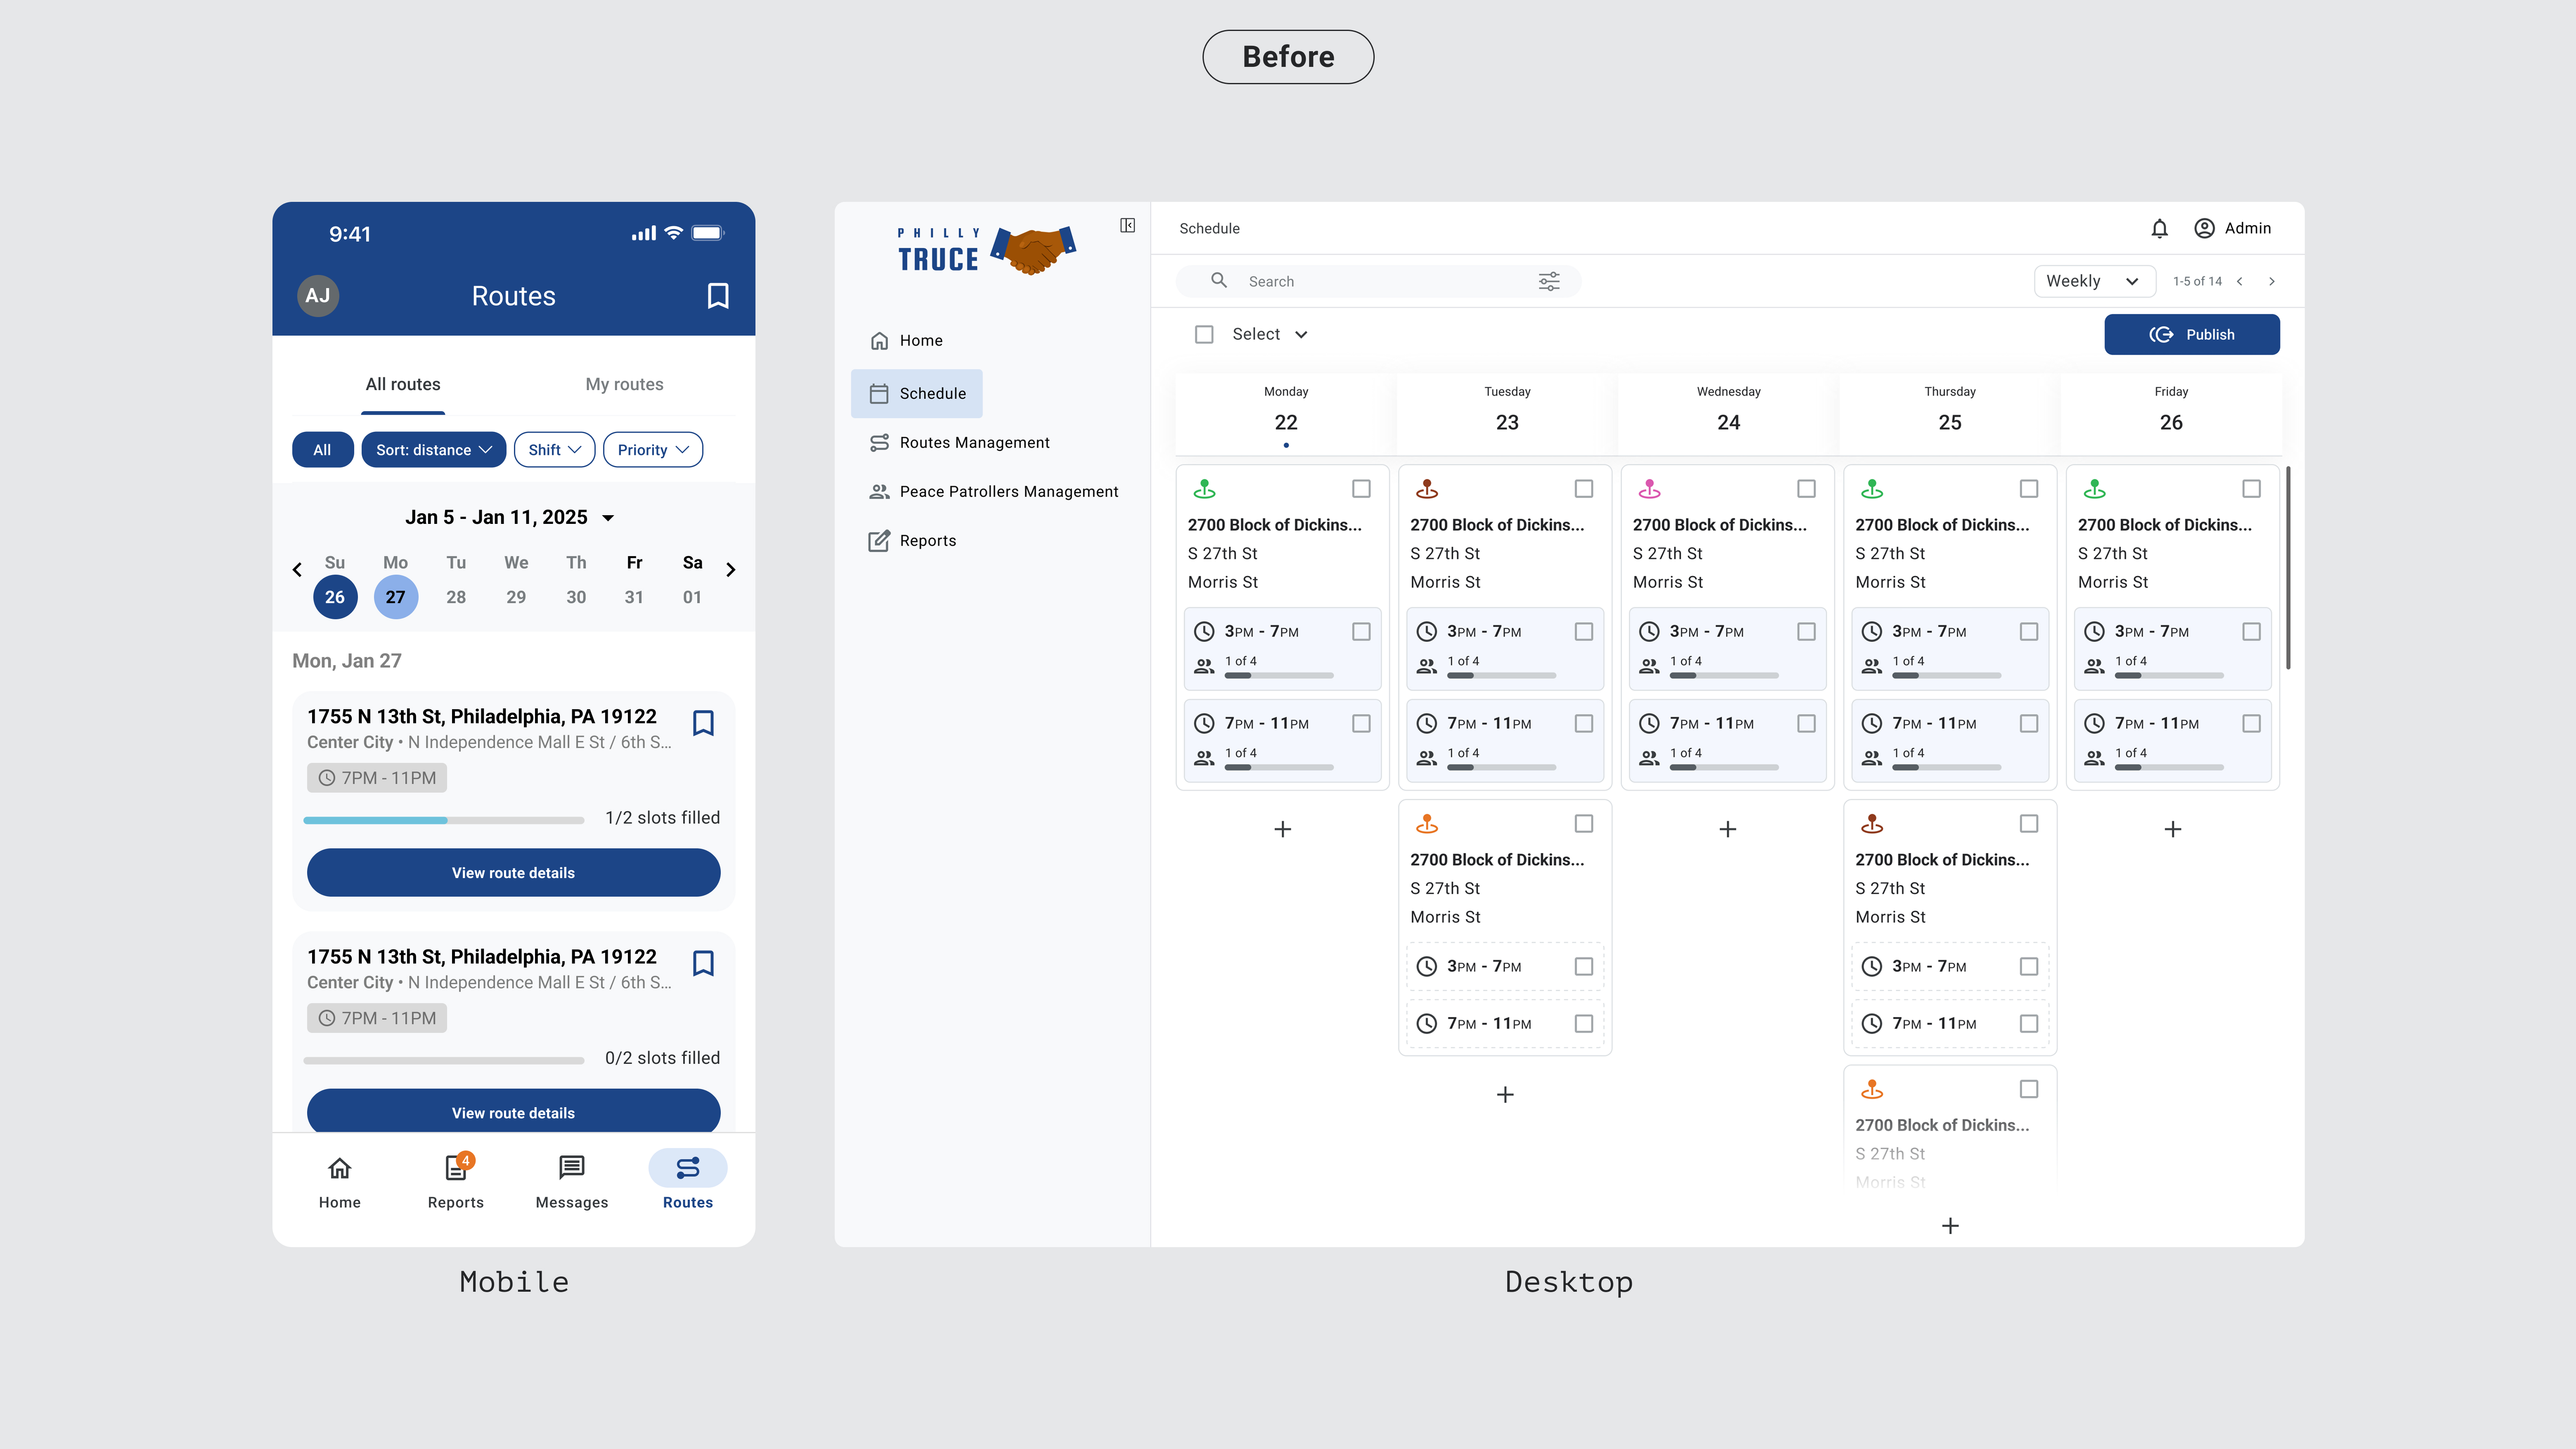 Before
9:41
AJ
Routes
All routes
My routes
All
Sort: distance
Shift
Priority
Jan 5 - Jan 11, 2025
Su Mo Tu We Th Fr Sa
26 27 28 29 30 31 01
Mon, Jan 27
1755 N 13th St, Philadelphia, PA 19122
Center City • N Independence Mall E St / 6th S...
7PM - 11PM
1/2 slots filled
View route details
1755 N 13th St, Philadelphia, PA 19122
Center City • N Independence Mall E St / 6th S...
7PM - 11PM
0/2 slots filled
View route details
4
Home
Reports
Messages
Routes
Mobile
PHILLY
TRUCE
Home
Schedule
Routes Management
Peace Patrollers Management
Reports
Schedule
Admin
Search
Weekly
1-5 of 14
Select
Publish
Monday
22
Tuesday
23
Wednesday
24
Thursday
25
Friday
26
2700 Block of Dickins...
S 27th St
Morris St
3PM - 7PM
1 of 4
7PM - 11PM
1 of 4
+
2700 Block of Dickins...
S 27th St
Morris St
3PM - 7PM
1 of 4
7PM - 11PM
1 of 4
2700 Block of Dickins...
S 27th St
Morris St
3PM - 7PM
7PM - 11PM
+
2700 Block of Dickins...
S 27th St
Morris St
3PM - 7PM
1 of 4
7PM - 11PM
1 of 4
+
2700 Block of Dickins...
S 27th St
Morris St
3PM - 7PM
1 of 4
7PM - 11PM
1 of 4
2700 Block of Dickins...
S 27th St
Morris St
3PM - 7PM
7PM - 11PM
2700 Block of Dickins...
S 27th St
Morris St
+
2700 Block of Dickins...
S 27th St
Morris St
3PM - 7PM
1 of 4
7PM - 11PM
1 of 4
+
Desktop